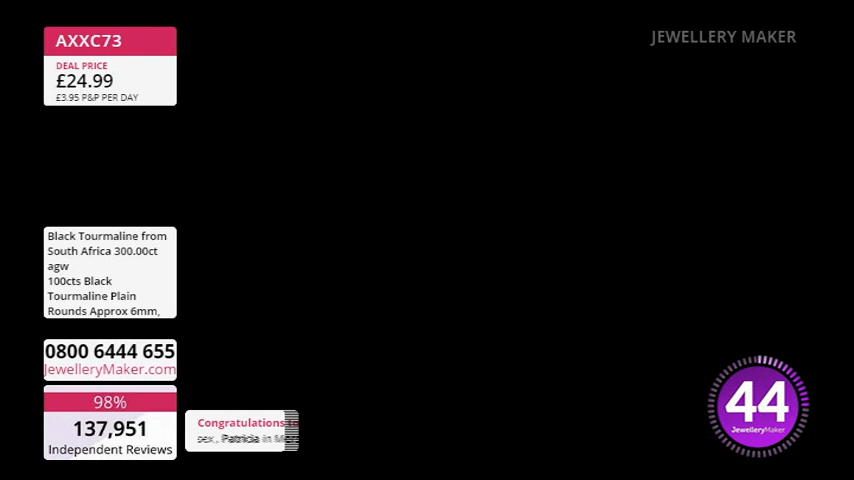 AXXC73
DEAL PRICE
£24.99
£3.95 P&P PER DAY
JEWELLERY MAKER
Black Tourmaline from
South Africa 300.00ct
agw
100cts Black
Tourmaline Plain
Rounds Approx 6mm,
0800 6444 655
JewelleryMaker.com
98%
137,951
Independent Reviews
Congratulations
sex, Patricia in
44
JewelleryMaker